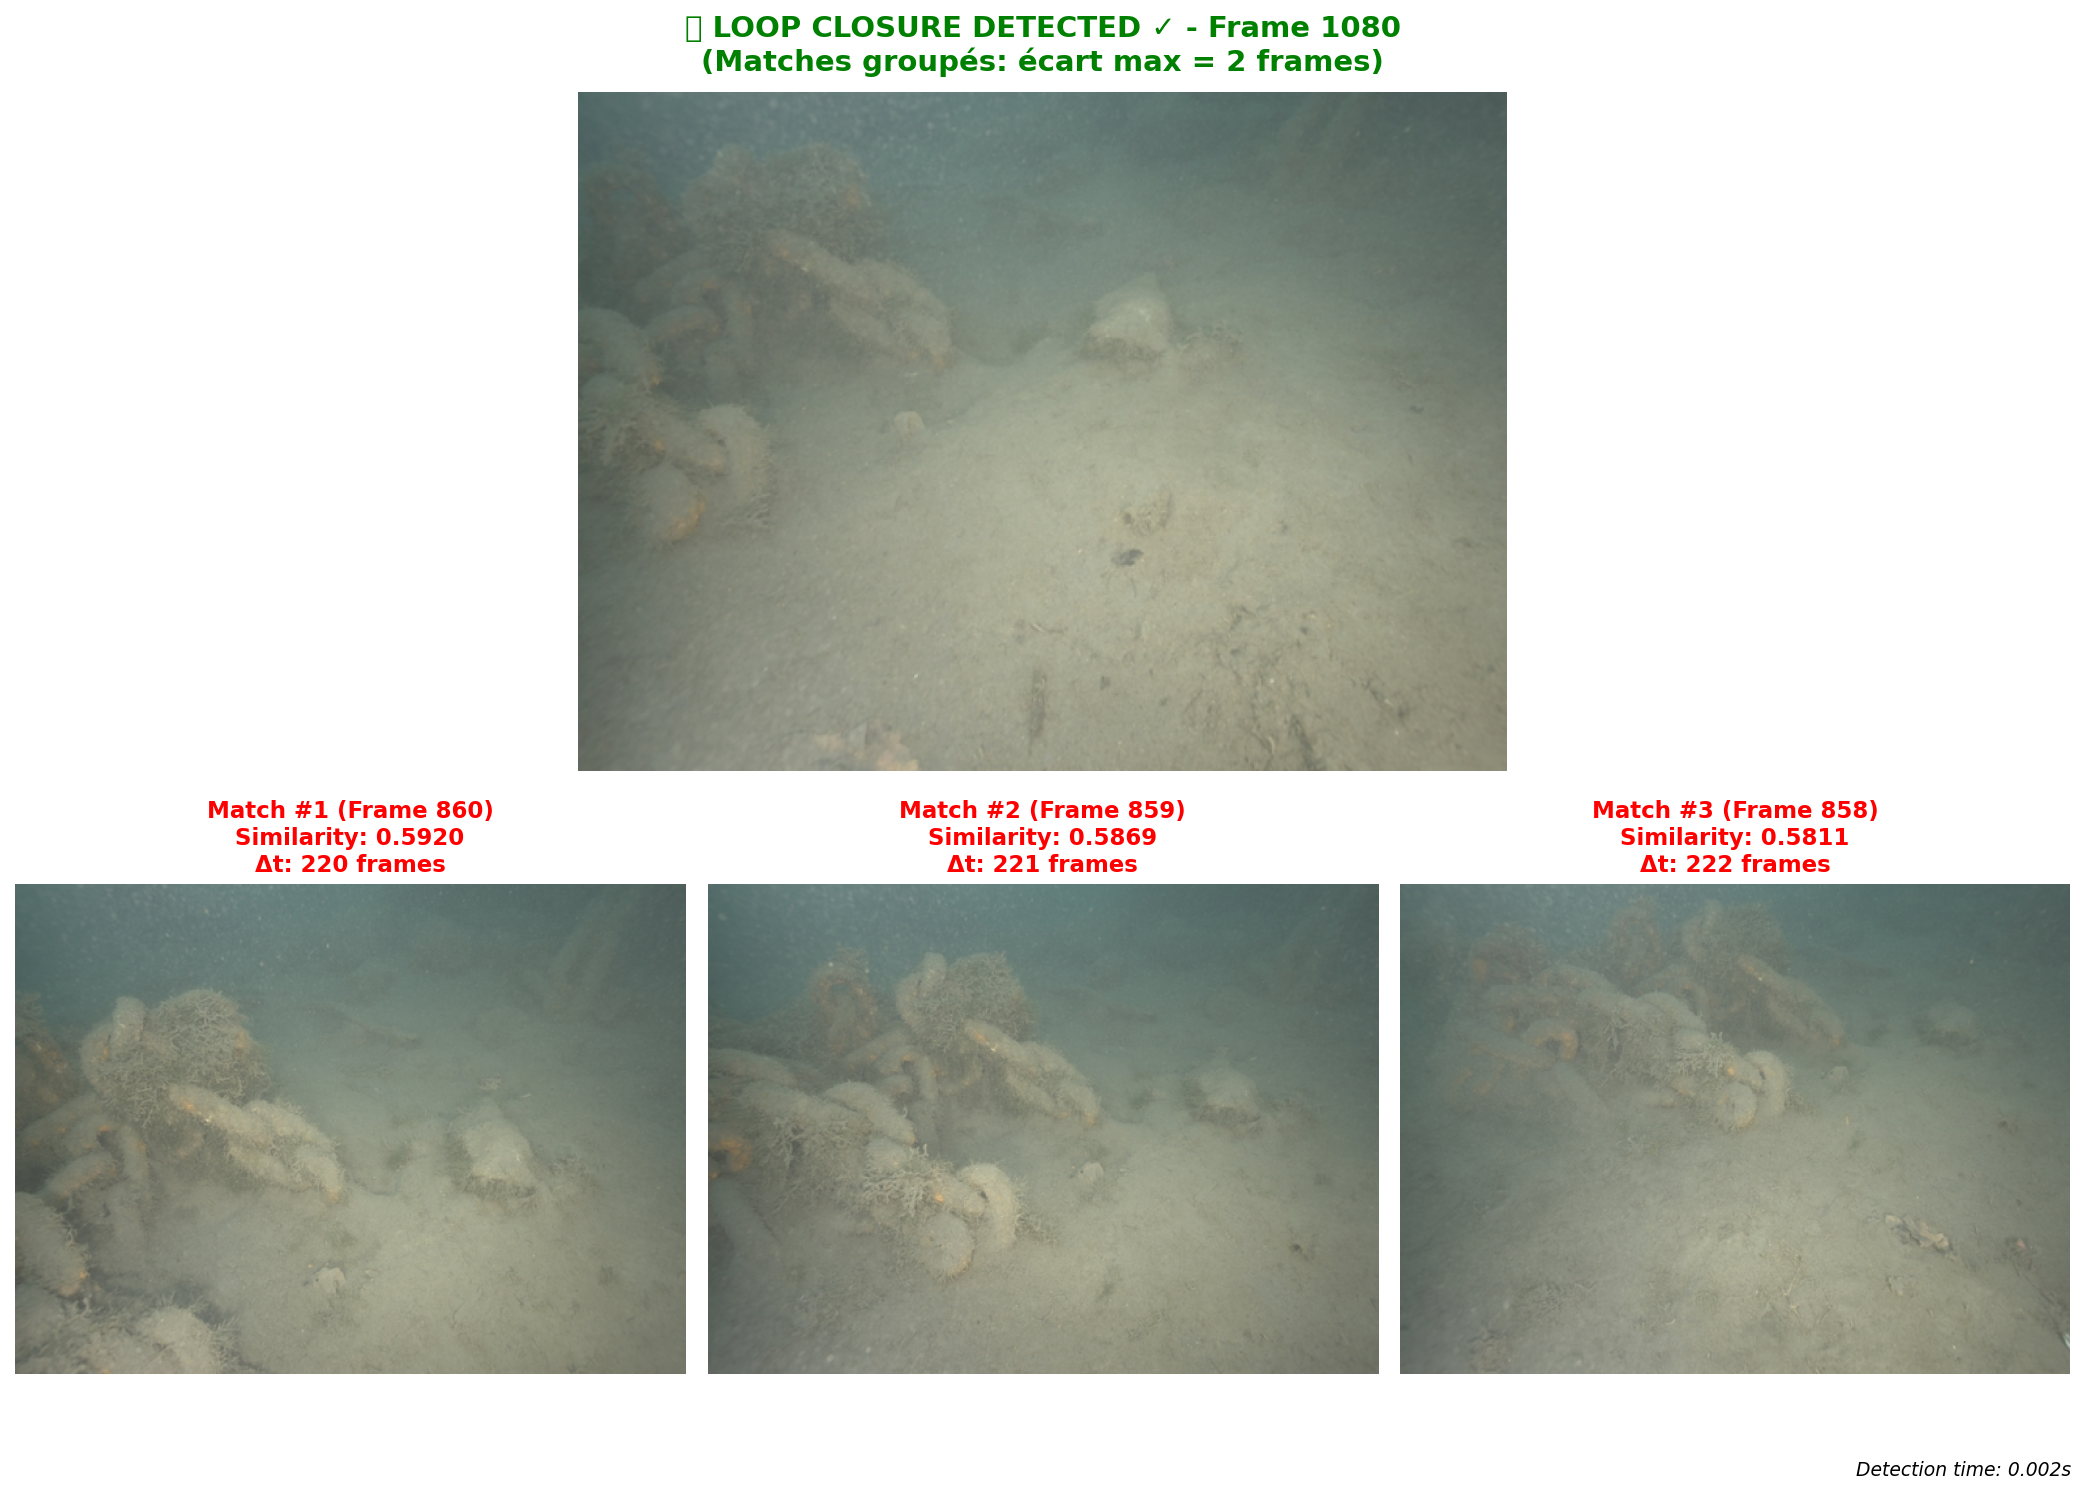 LOOP CLOSURE DETECTED ✓ - Frame 1080
(Matches groupés: écart max = 2 frames)
Match #1 (Frame 860)
Similarity: 0.5920
Δt: 220 frames
Match #2 (Frame 859)
Similarity: 0.5869
Δt: 221 frames
Match #3 (Frame 858)
Similarity: 0.5811
Δt: 222 frames
Detection time: 0.002s